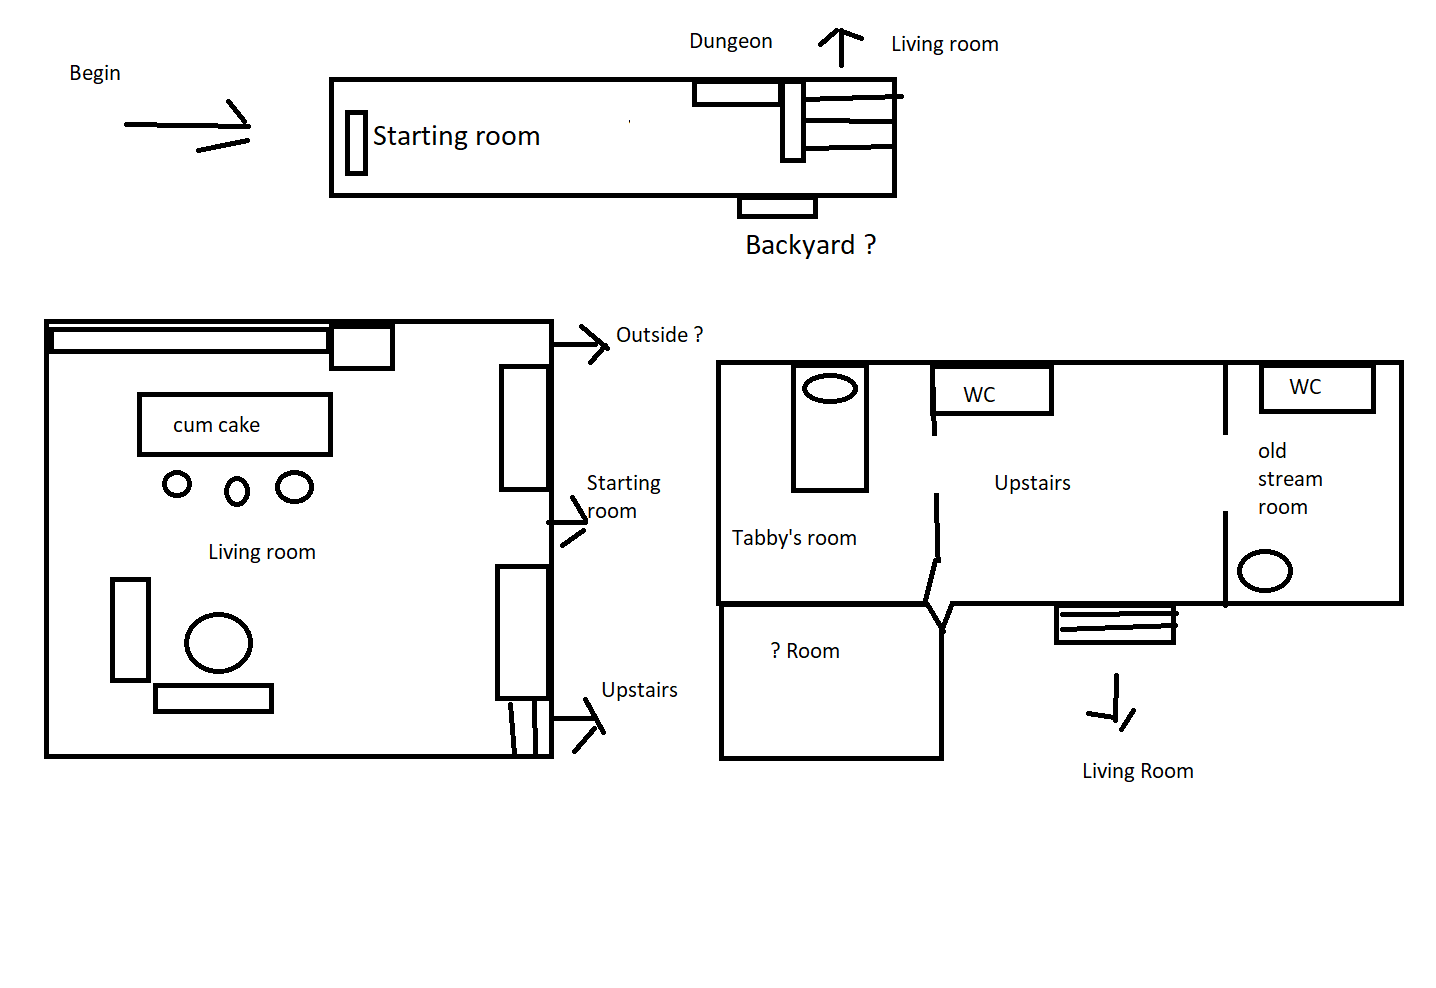 Dungeon
Living room
Begin
Starting room
Backyard ?
Outside ?
cum cake
Starting
room
Living room
Upstairs
WC
WC
old
stream
room
Upstairs
Tabby's room
? Room
Living Room